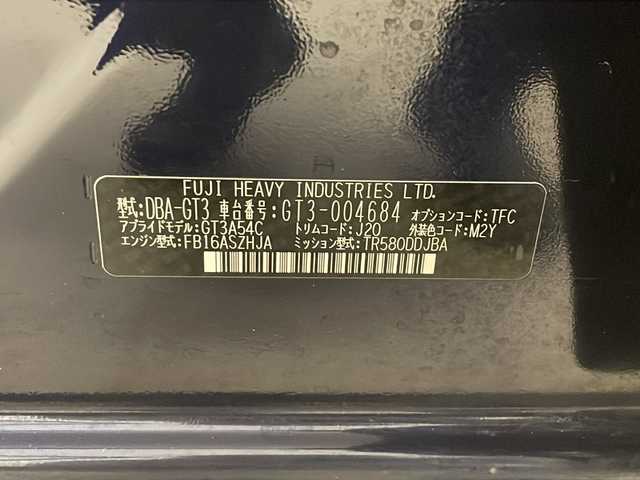 FUJI HEAVY INDUSTRIES LTD.
型式:DBA-GT3 車台番号:GT3-004684 オプションコード:TFC
アプライドモデル:GT3A54C トリムコード:J20 外装色コード:M2Y
エンジン型式:FB16ASZHJA ミッション型式:TR580DDJBA